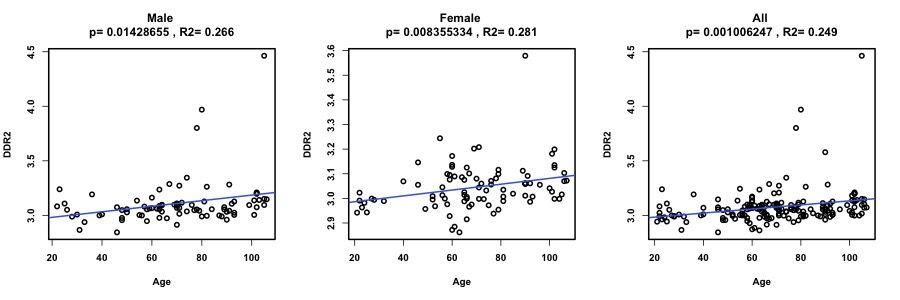 Male
p= 0.01428655 , R2= 0.266
DDR2
4.5
4.0
3.5
3.0
20 40 60 80 100
Age
Female
p= 0.008355334 , R2= 0.281
DDR2
3.6
3.5
3.4
3.3
3.2
3.1
3.0
2.9
20 40 60 80 100
Age
All
p= 0.001006247 , R2= 0.249
DDR2
4.5
4.0
3.5
3.0
20 40 60 80 100
Age